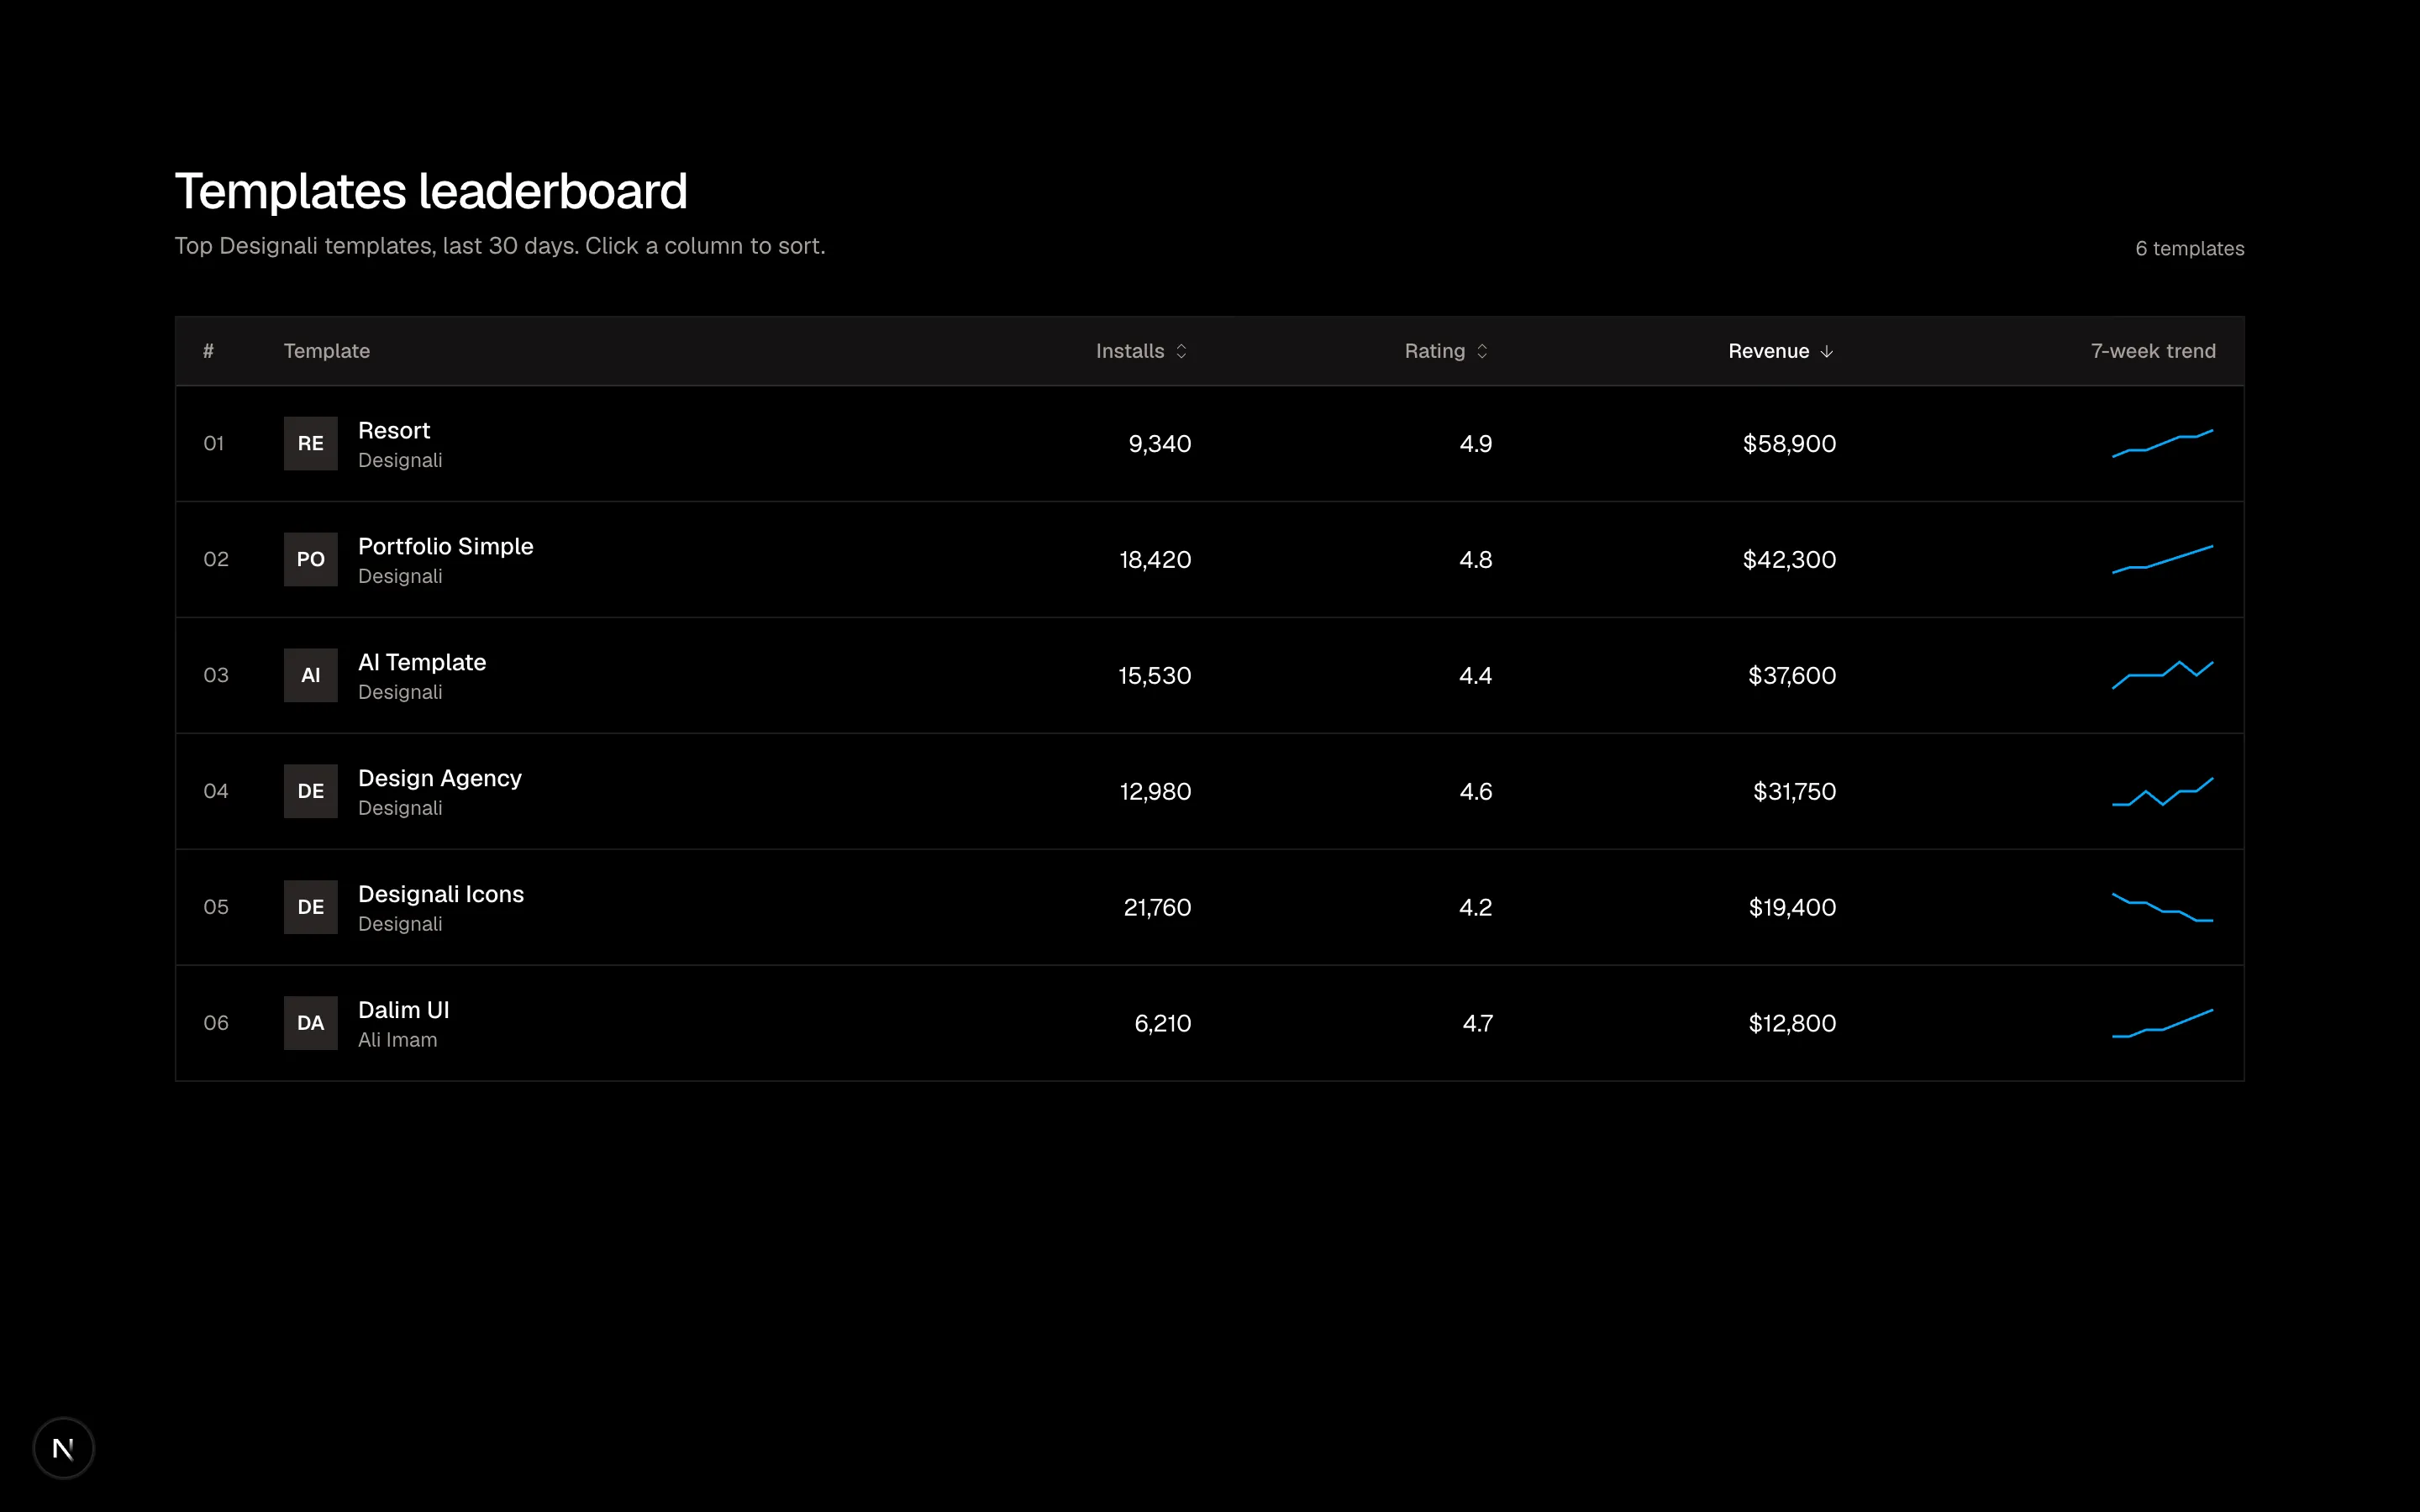 Templates leaderboard
Top Designali templates, last 30 days. Click a column to sort.
6 templates
# Template Installs Rating Revenue 7-week trend
01 RE Resort Designali 9,340 4.9 $58,900
02 PO Portfolio Simple Designali 18,420 4.8 $42,300
03 AI AI Template Designali 15,530 4.4 $37,600
04 DE Design Agency Designali 12,980 4.6 $31,750
05 DE Designali Icons Designali 21,760 4.2 $19,400
06 DA Dalim UI Ali Imam 6,210 4.7 $12,800
N